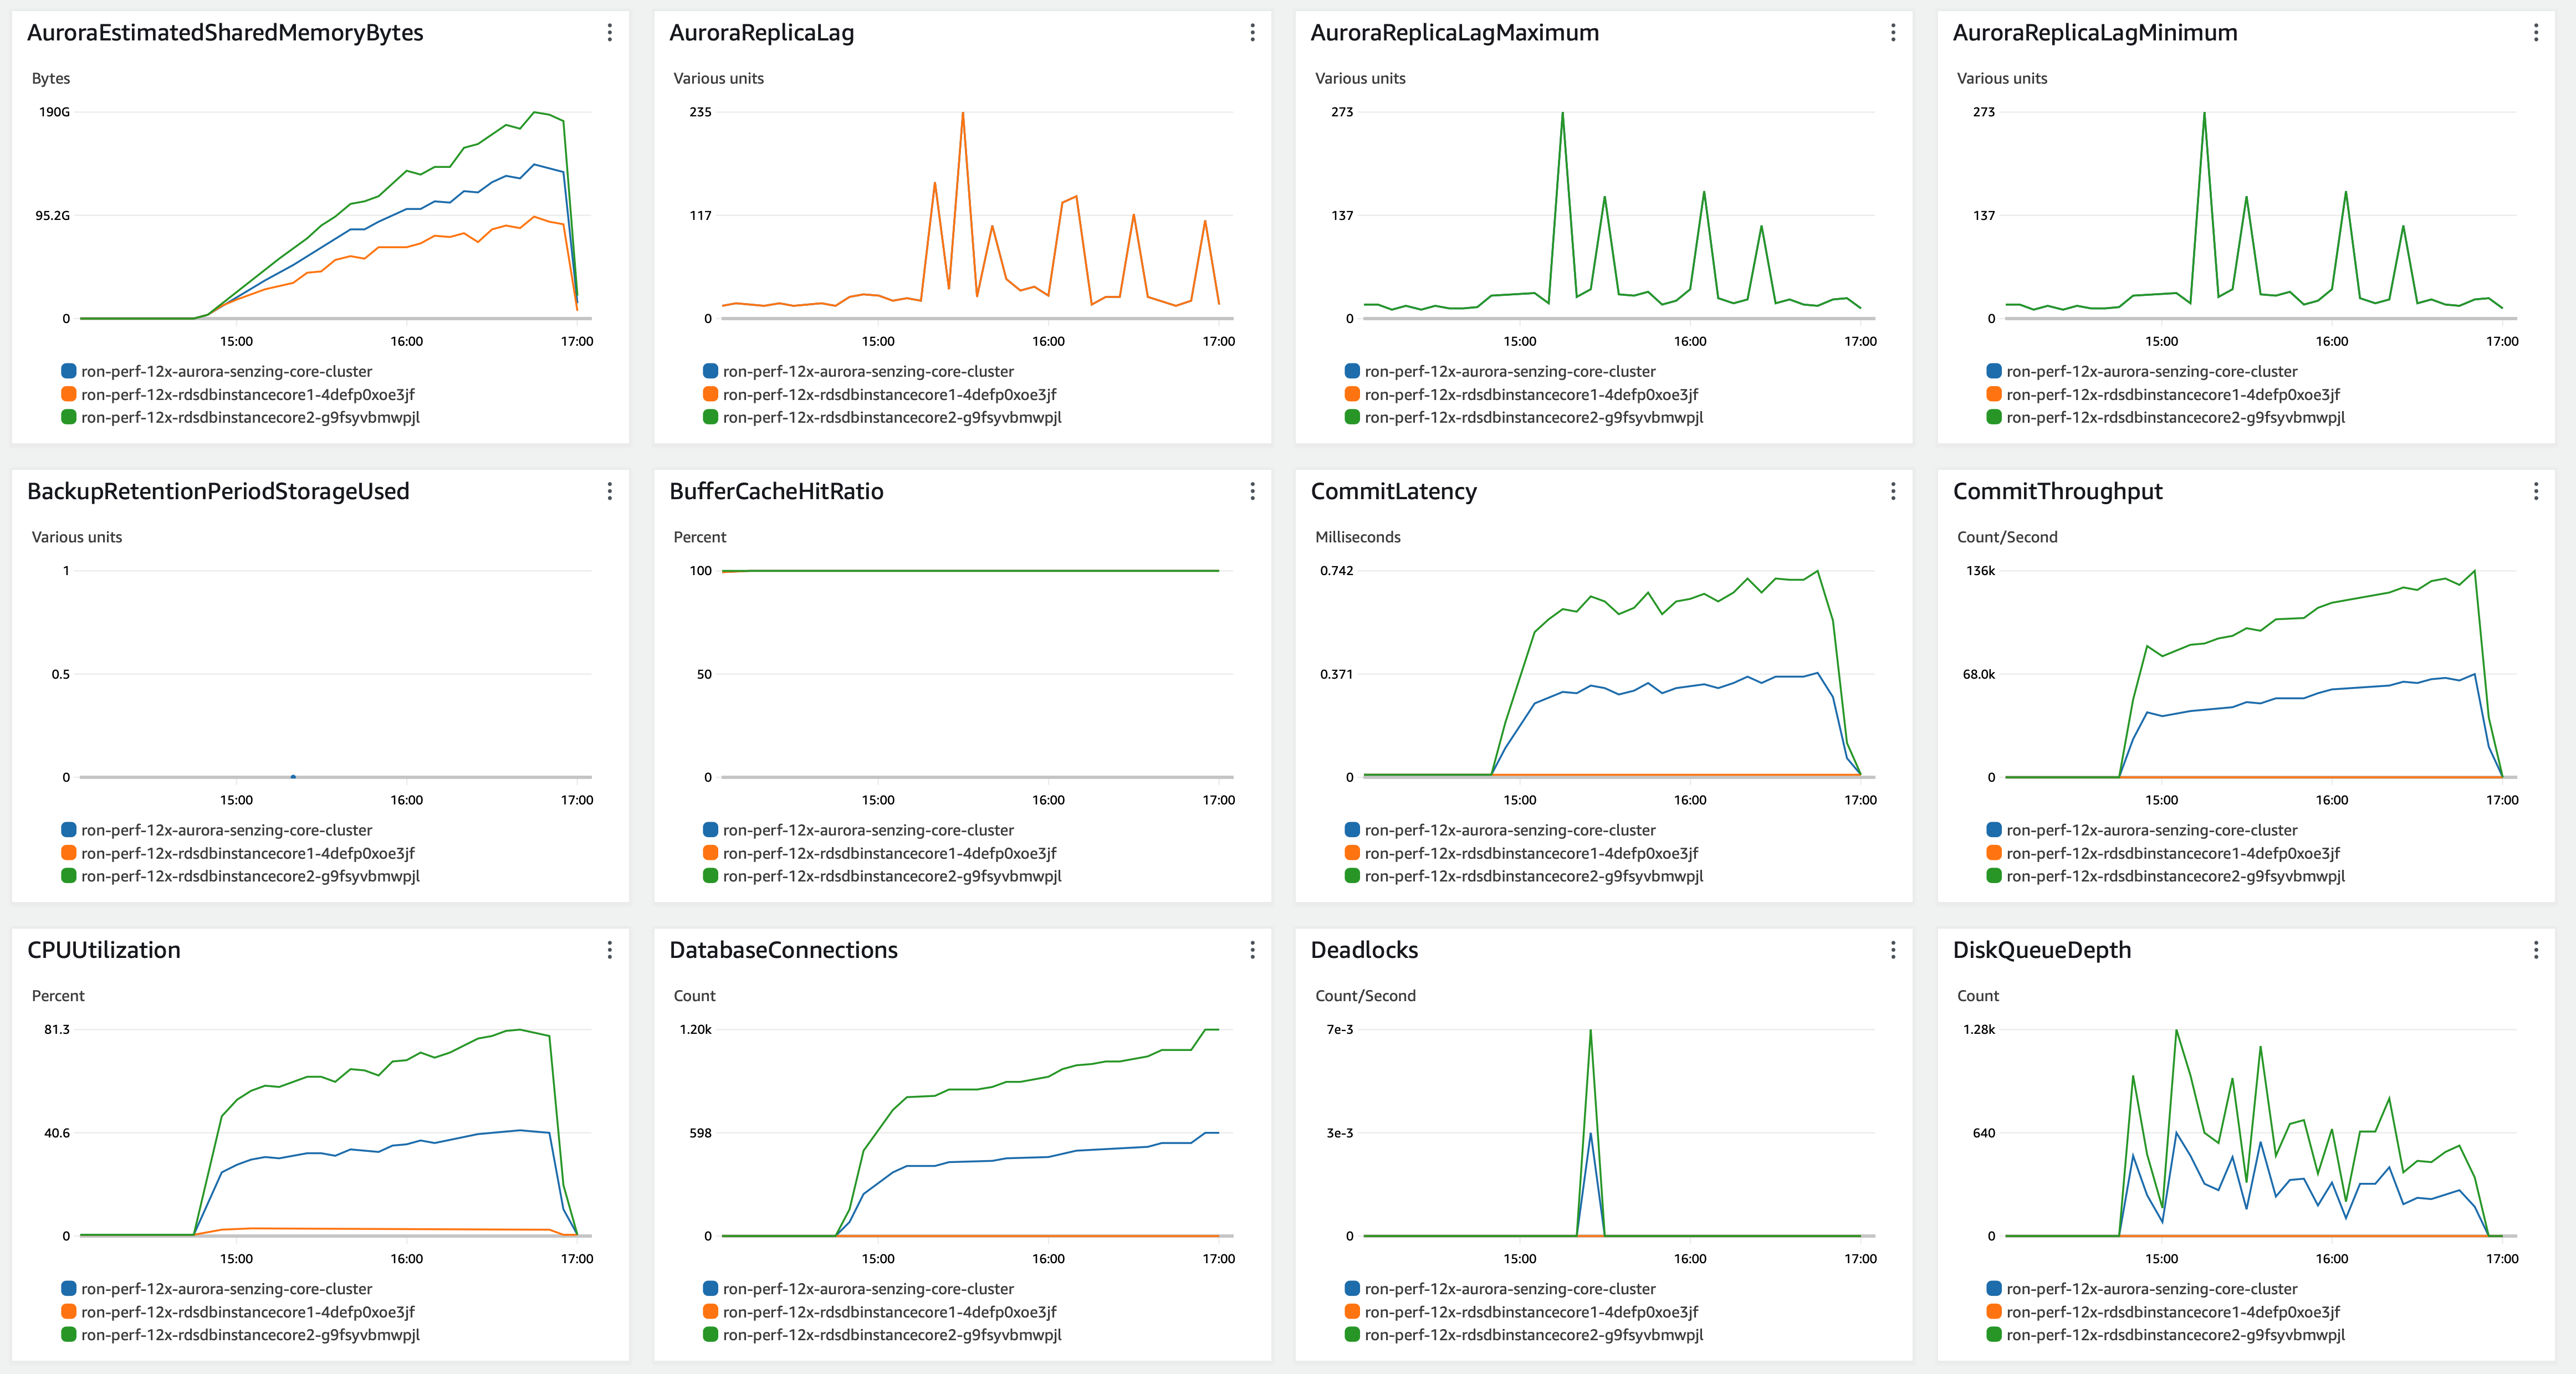 AuroraEstimatedSharedMemoryBytes
Bytes
190G
95.2G
0
15:00 16:00 17:00
ron-perf-12x-aurora-senzing-core-cluster
ron-perf-12x-rdsdbinstancecore1-4defp0xoe3jf
ron-perf-12x-rdsdbinstancecore2-g9fsyvbmwpjl
AuroraReplicaLag
Various units
235
117
0
15:00 16:00 17:00
ron-perf-12x-aurora-senzing-core-cluster
ron-perf-12x-rdsdbinstancecore1-4defp0xoe3jf
ron-perf-12x-rdsdbinstancecore2-g9fsyvbmwpjl
AuroraReplicaLagMaximum
Various units
273
137
0
15:00 16:00 17:00
ron-perf-12x-aurora-senzing-core-cluster
ron-perf-12x-rdsdbinstancecore1-4defp0xoe3jf
ron-perf-12x-rdsdbinstancecore2-g9fsyvbmwpjl
AuroraReplicaLagMinimum
Various units
273
137
0
15:00 16:00 17:00
ron-perf-12x-aurora-senzing-core-cluster
ron-perf-12x-rdsdbinstancecore1-4defp0xoe3jf
ron-perf-12x-rdsdbinstancecore2-g9fsyvbmwpjl
BackupRetentionPeriodStorageUsed
Various units
1
0.5
0
15:00 16:00 17:00
ron-perf-12x-aurora-senzing-core-cluster
ron-perf-12x-rdsdbinstancecore1-4defp0xoe3jf
ron-perf-12x-rdsdbinstancecore2-g9fsyvbmwpjl
BufferCacheHitRatio
Percent
100
50
0
15:00 16:00 17:00
ron-perf-12x-aurora-senzing-core-cluster
ron-perf-12x-rdsdbinstancecore1-4defp0xoe3jf
ron-perf-12x-rdsdbinstancecore2-g9fsyvbmwpjl
CommitLatency
Milliseconds
0.742
0.371
0
15:00 16:00 17:00
ron-perf-12x-aurora-senzing-core-cluster
ron-perf-12x-rdsdbinstancecore1-4defp0xoe3jf
ron-perf-12x-rdsdbinstancecore2-g9fsyvbmwpjl
CommitThroughput
Count/Second
136k
68.0k
0
15:00 16:00 17:00
ron-perf-12x-aurora-senzing-core-cluster
ron-perf-12x-rdsdbinstancecore1-4defp0xoe3jf
ron-perf-12x-rdsdbinstancecore2-g9fsyvbmwpjl
CPUUtilization
Percent
81.3
40.6
0
15:00 16:00 17:00
ron-perf-12x-aurora-senzing-core-cluster
ron-perf-12x-rdsdbinstancecore1-4defp0xoe3jf
ron-perf-12x-rdsdbinstancecore2-g9fsyvbmwpjl
DatabaseConnections
Count
1.20k
598
0
15:00 16:00 17:00
ron-perf-12x-aurora-senzing-core-cluster
ron-perf-12x-rdsdbinstancecore1-4defp0xoe3jf
ron-perf-12x-rdsdbinstancecore2-g9fsyvbmwpjl
Deadlocks
Count/Second
7e-3
3e-3
0
15:00 16:00 17:00
ron-perf-12x-aurora-senzing-core-cluster
ron-perf-12x-rdsdbinstancecore1-4defp0xoe3jf
ron-perf-12x-rdsdbinstancecore2-g9fsyvbmwpjl
DiskQueueDepth
Count
1.28k
640
0
15:00 16:00 17:00
ron-perf-12x-aurora-senzing-core-cluster
ron-perf-12x-rdsdbinstancecore1-4defp0xoe3jf
ron-perf-12x-rdsdbinstancecore2-g9fsyvbmwpjl